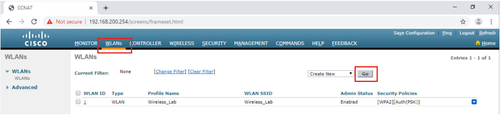 CCNA7
Not secure | 192.168.200.254/screens/frameset.html
Save Configuration Ping Logout Refresh
CISCO
MONITOR WLANs CONTROLLER WIRELESS SECURITY MANAGEMENT COMMANDS HELP FEEDBACK Home
WLANs
WLANs
WLANs
Advanced
WLANs
Entries 1 - 1 of 1
Current Filter: None [Change Filter] [Clear Filter] Create New Go
WLAN ID Type Profile Name WLAN SSID Admin Status Security Policies
1 WLAN Wireless_Lab Wireless_Lab Enabled [WPA2][Auth(PSK)]